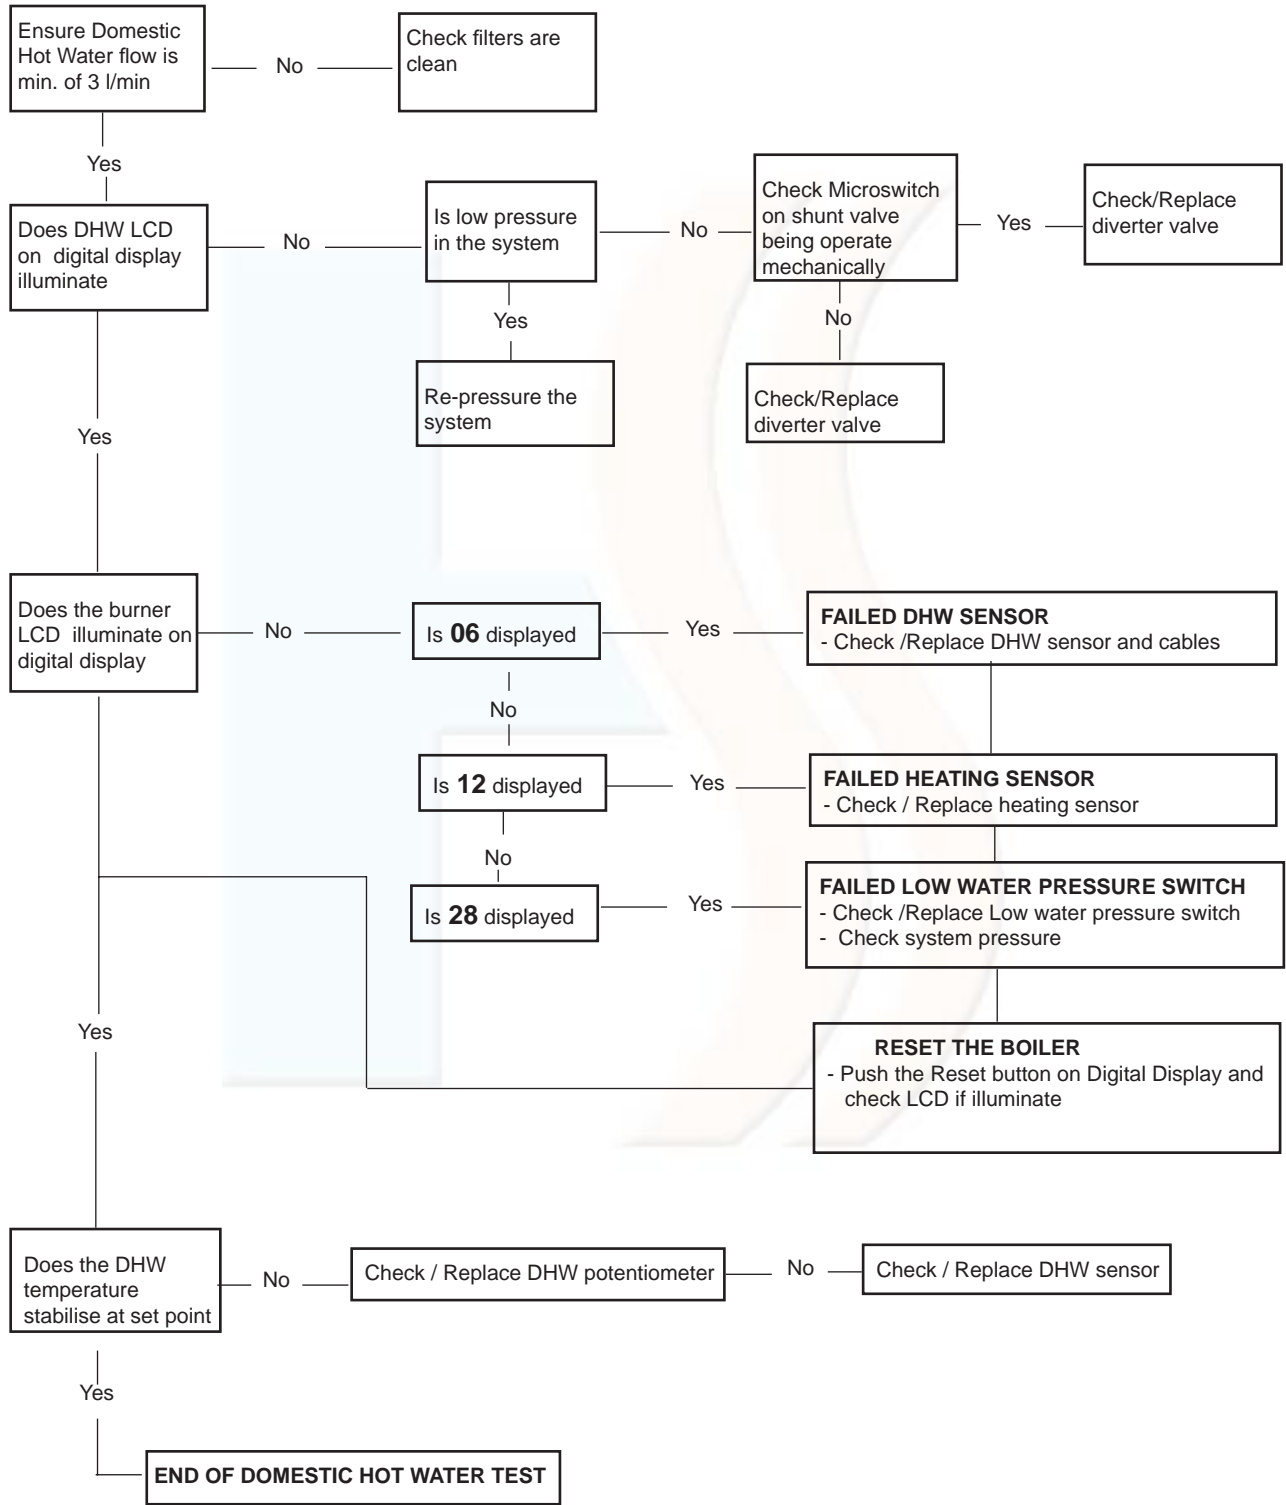 Ensure Domestic
Hot Water flow is
min. of 3 l/min
No
Check filters are
clean
Yes
Does DHW LCD
on digital display
illuminate
No
Is low pressure
in the system
No
Check Microswitch
on shunt valve
being operate
mechanically
Yes
Check/Replace
diverter valve
Yes
Re-pressure the
system
No
Check/Replace
diverter valve
Yes
Does the burner
LCD illuminate on
digital display
No
Is 06 displayed
Yes
FAILED DHW SENSOR
- Check /Replace DHW sensor and cables
No
Is 12 displayed
Yes
FAILED HEATING SENSOR
- Check / Replace heating sensor
No
Is 28 displayed
Yes
FAILED LOW WATER PRESSURE SWITCH
- Check /Replace Low water pressure switch
- Check system pressure
RESET THE BOILER
- Push the Reset button on Digital Display and
check LCD if illuminate
Yes
Does the DHW
temperature
stabilise at set point
No
Check / Replace DHW potentiometer
No
Check / Replace DHW sensor
Yes
END OF DOMESTIC HOT WATER TEST